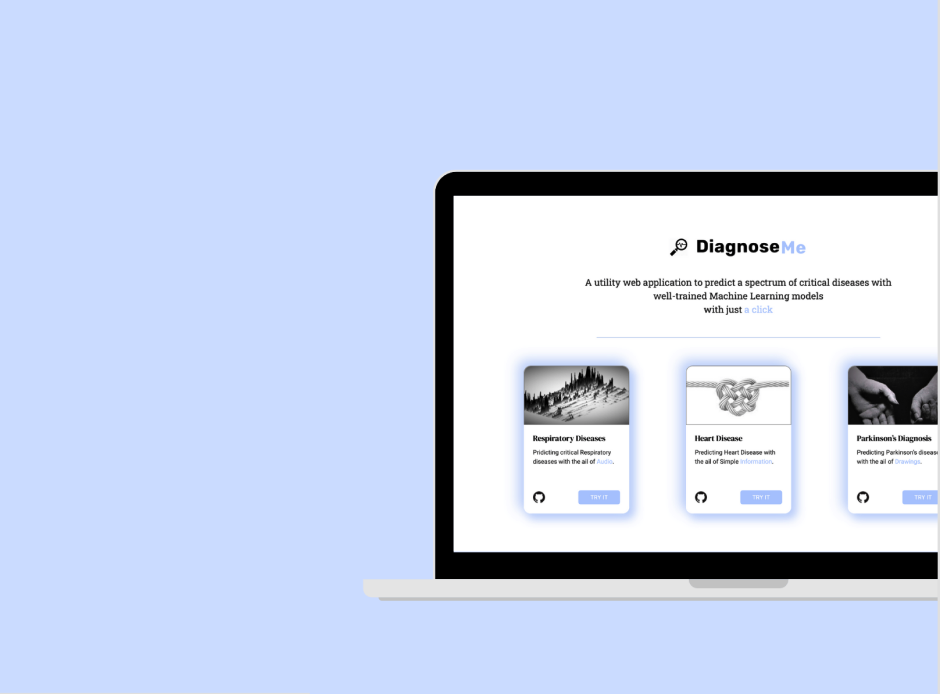 DiagnoseMe
A utility web application to predict a spectrum of critical diseases with
well-trained Machine Learning models
with just a click
Respiratory Diseases
Pridicting critical Respiratory
diseases with the ail of Audio.
TRY IT
Heart Disease
Predicting Heart Disease with
the ail of Simple Information.
TRY IT
Parkinson's Diagnosis
Predicting Parkinson's disease
with the ail of Drawings.
TRY IT